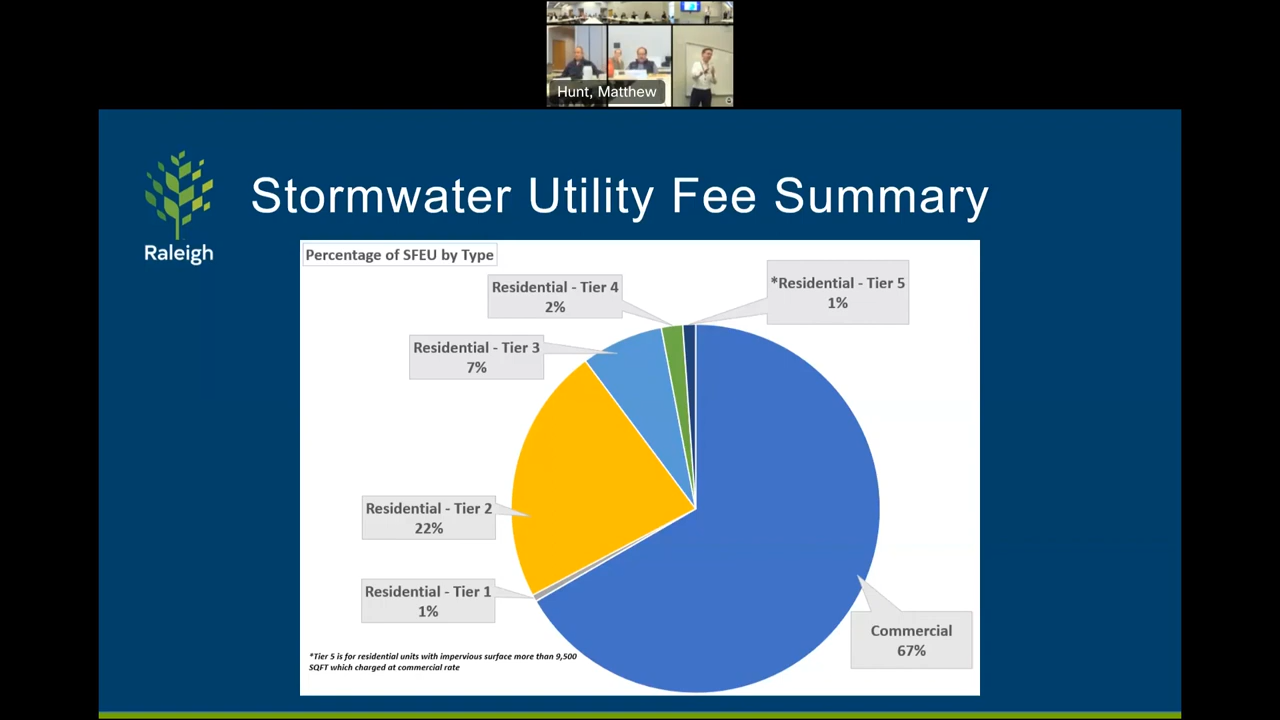 Hunt, Matthew
Raleigh
Stormwater Utility Fee Summary
Percentage of SFEU by Type
Residential - Tier 4
2%
*Residential - Tier 5
1%
Residential - Tier 3
7%
Residential - Tier 2
22%
Residential - Tier 1
1%
Commercial
67%
*Tier 5 is for residential units with impervious surface more than 9,500
SQFT which charged at commercial rate